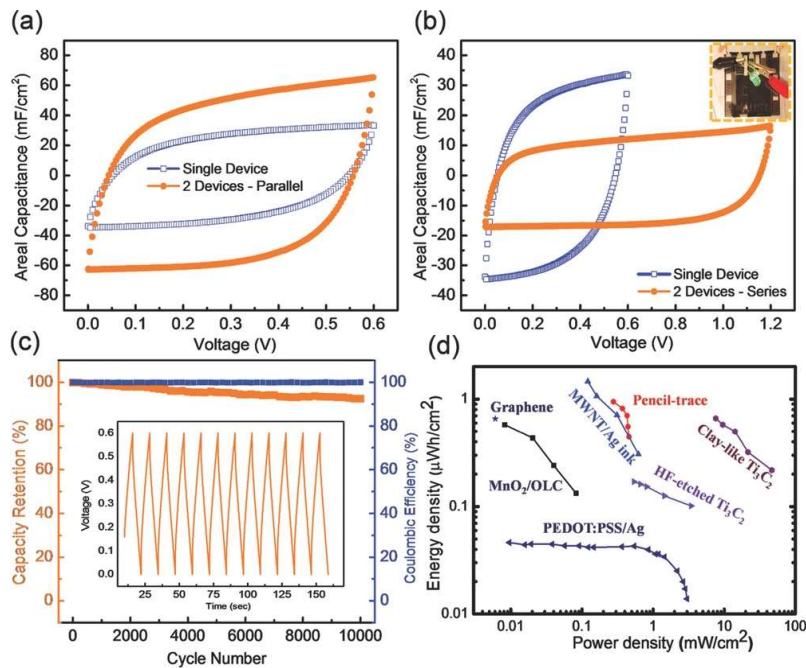 (a)
80
60
40
20
0
-20
-40
-60
-80
Areal Capacitance (mF/cm²)
Single Device
2 Devices - Parallel
0.0 0.1 0.2 0.3 0.4 0.5 0.6
Voltage (V)
(b)
40
30
20
10
0
-10
-20
-30
-40
Areal Capacitance (mF/cm²)
Single Device
2 Devices - Series
0.0 0.2 0.4 0.6 0.8 1.0 1.2
Voltage (V)
(c)
100
80
60
40
20
0
Capacity Retention (%)
0.6
0.5
0.4
0.3
0.2
0.1
0.0
Voltage (V)
25 50 75 100 125 150
Time (sec)
100
80
60
40
20
0
Coulombic Efficiency (%)
0 2000 4000 6000 8000 10000
Cycle Number
(d)
1
0.1
0.01
Energy density (μWh/cm²)
Graphene
MnO₂/OLC
MWNT/Ag ink
Pencil-trace
Clay-like Ti₃C₂
HF-etched Ti₃C₂
PEDOT:PSS/Ag
0.01 0.1 1 10 100
Power density (mW/cm²)